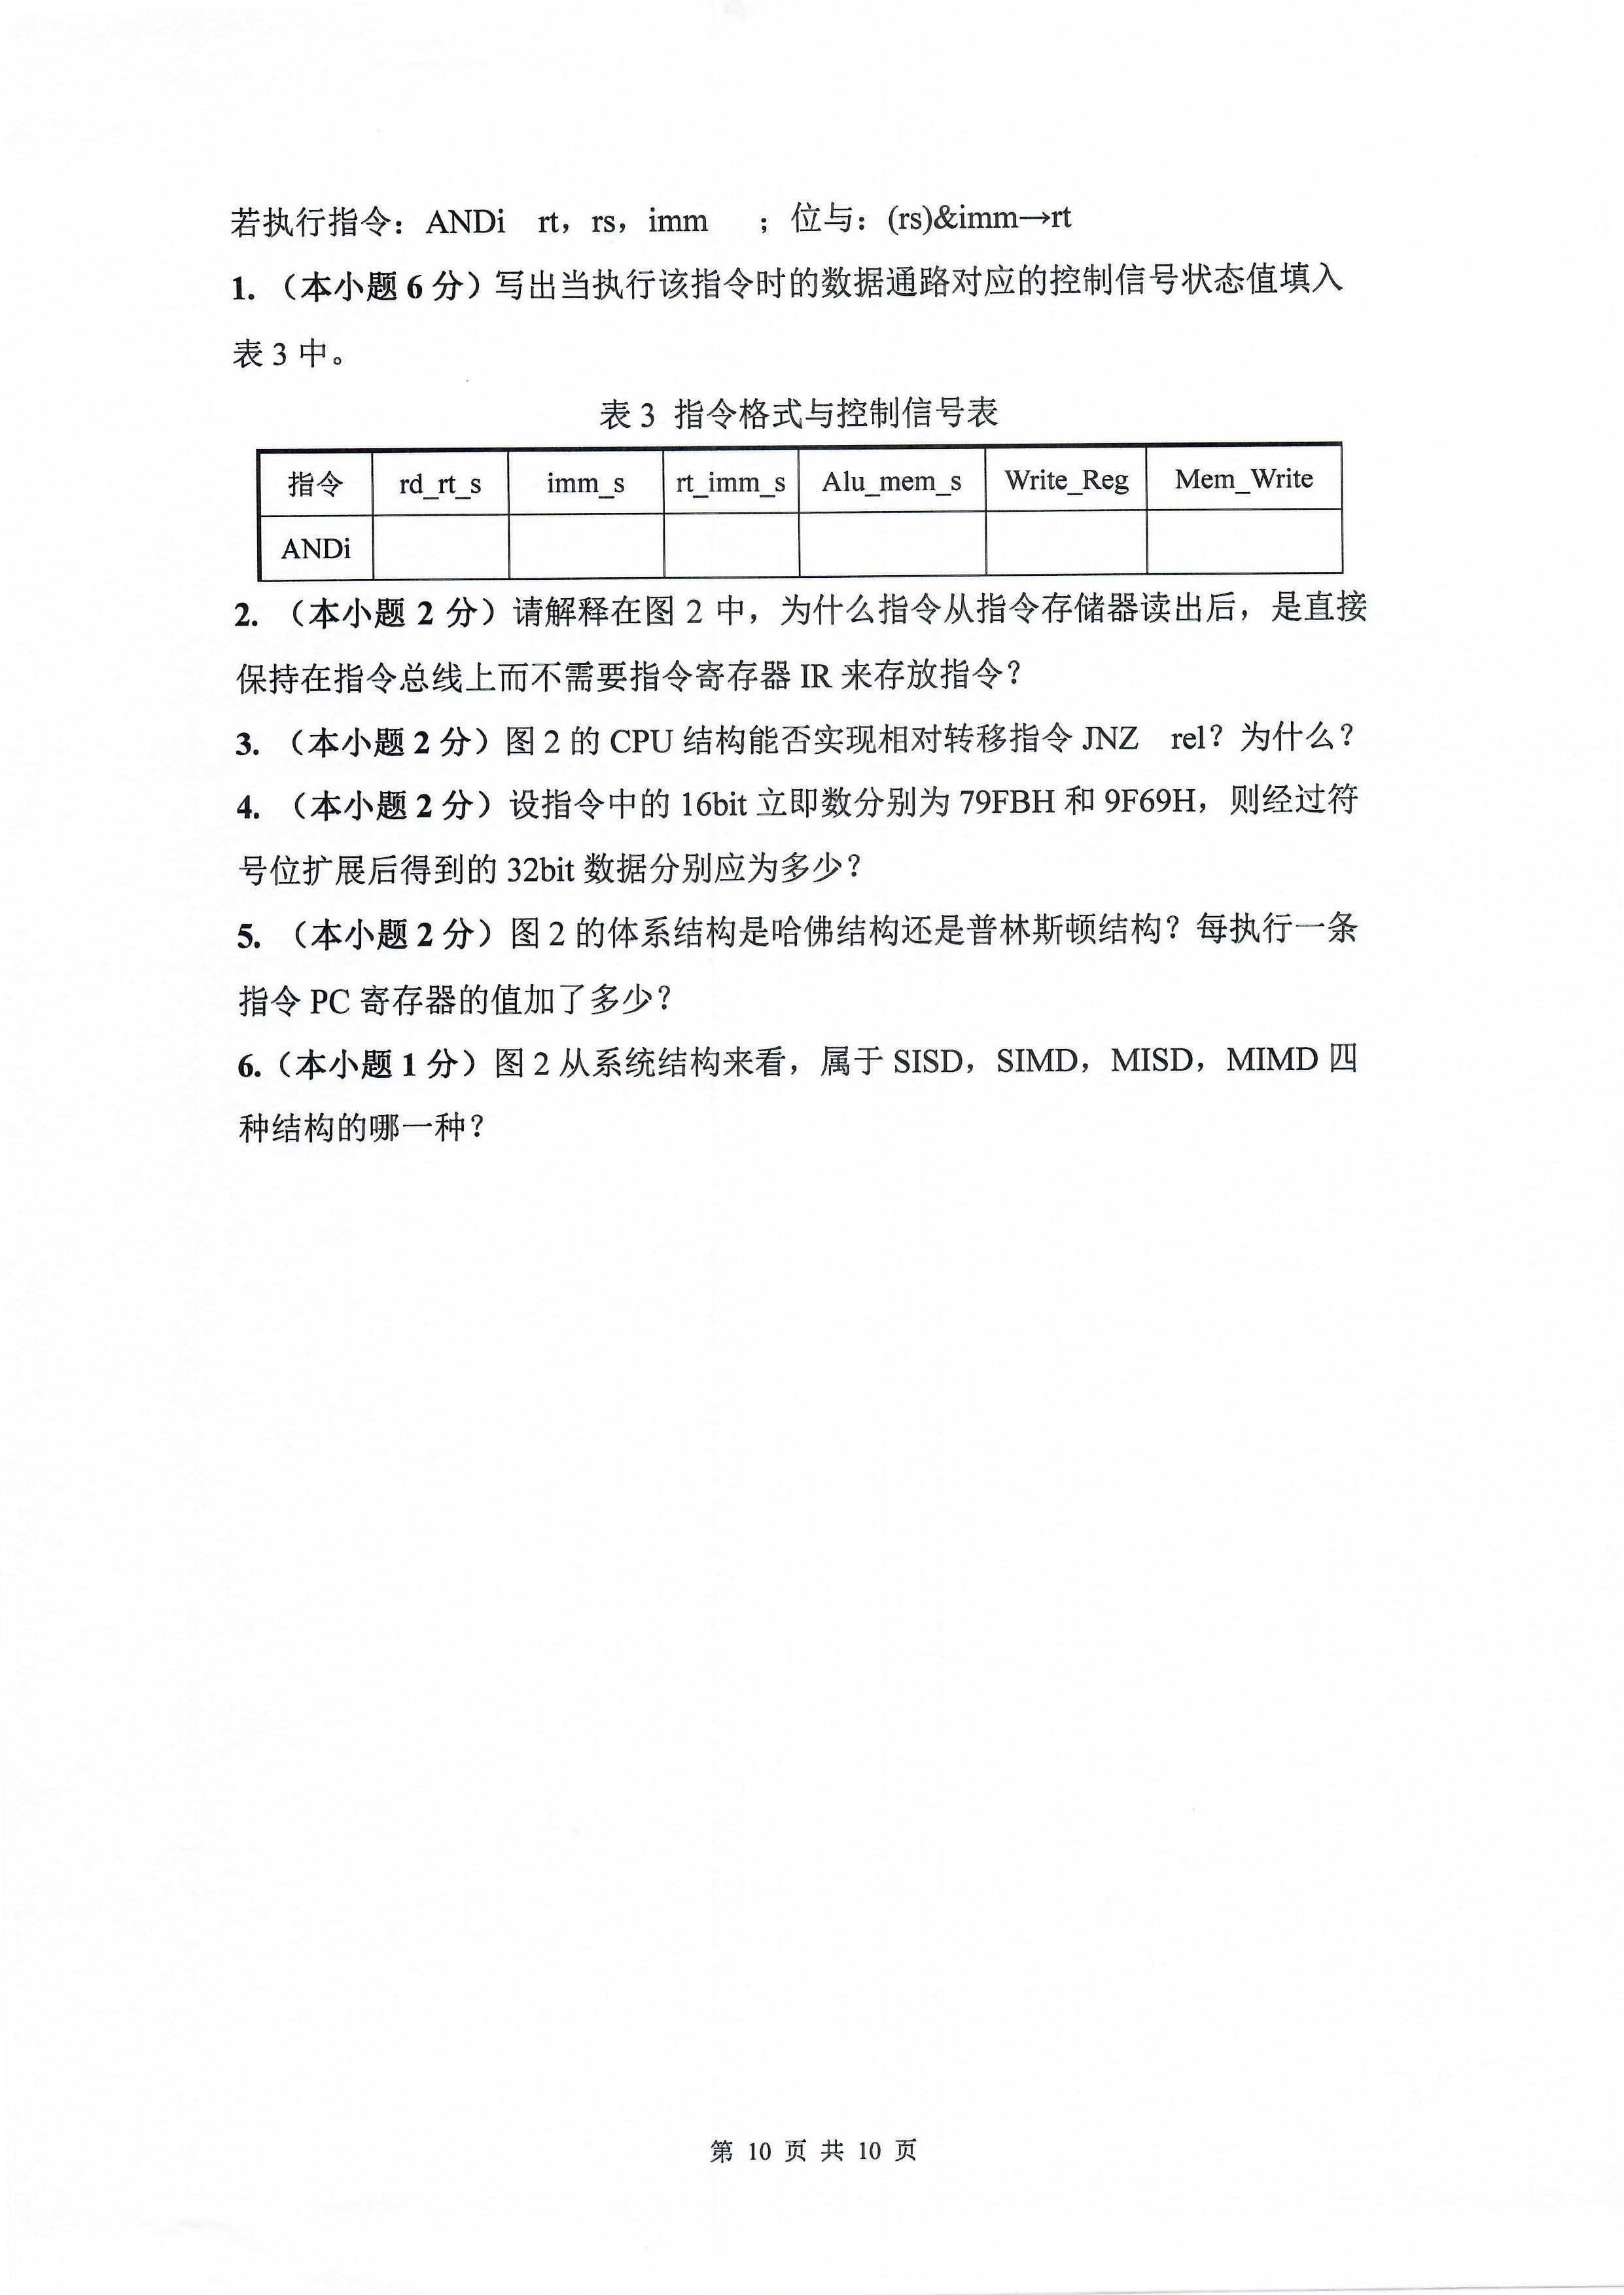 若执行指令：ANDi rt，rs，imm ；位与：(rs)&imm→rt
1. （本小题 6 分）写出当执行该指令时的数据通路对应的控制信号状态值填入
表 3 中。
表 3 指令格式与控制信号表
指令 rd_rt_s imm_s rt_imm_s Alu_mem_s Write_Reg Mem_Write
ANDi
2. （本小题 2 分）请解释在图 2 中，为什么指令从指令存储器读出后，是直接
保持在指令总线上而不需要指令寄存器 IR 来存放指令？
3. （本小题 2 分）图 2 的 CPU 结构能否实现相对转移指令 JNZ rel？为什么？
4. （本小题 2 分）设指令中的 16bit 立即数分别为 79FBH 和 9F69H，则经过符
号位扩展后得到的 32bit 数据分别应为多少？
5. （本小题 2 分）图 2 的体系结构是哈佛结构还是普林斯顿结构？每执行一条
指令 PC 寄存器的值加了多少？
6.（本小题 1 分）图 2 从系统结构来看，属于 SISD，SIMD，MISD，MIMD 四
种结构的哪一种？
第 10 页 共 10 页